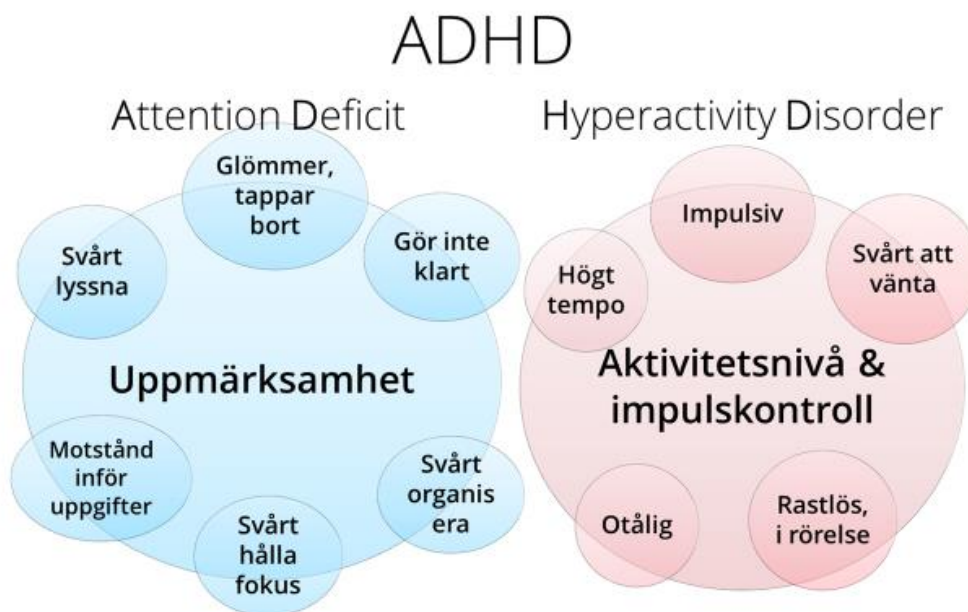 ADHD
Attention Deficit
Hyperactivity Disorder
Glömmer,
tappar
bort
Svårt
lyssna
Gör inte
klart
Uppmärksamhet
Motstånd
inför
uppgifter
Svårt
hålla
fokus
Svårt
organis
era
Impulsiv
Högt
tempo
Svårt att
vänta
Aktivitetsnivå &
impulskontroll
Otålig
Rastlös,
i rörelse